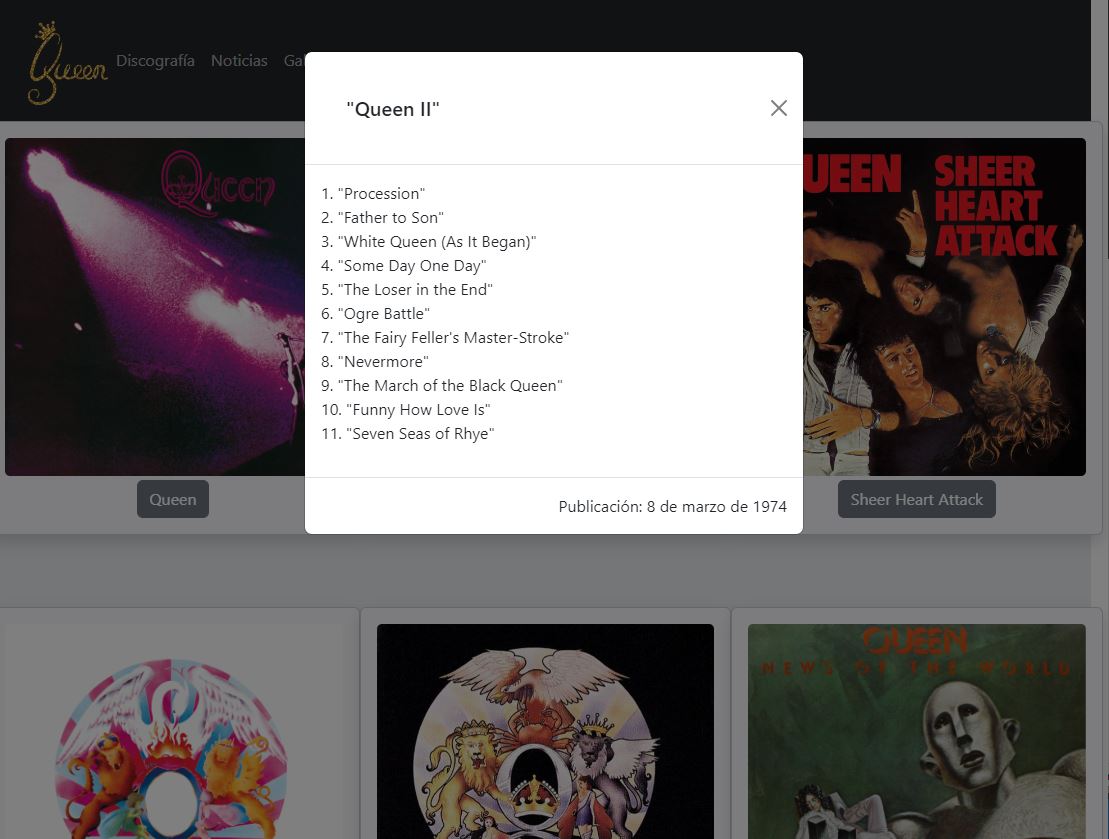 Queen
Discografía Noticias Gal
"Queen II"
Queen
QUEEN SHEER
HEART
ATTACK
1. "Procession"
2. "Father to Son"
3. "White Queen (As It Began)"
4. "Some Day One Day"
5. "The Loser in the End"
6. "Ogre Battle"
7. "The Fairy Feller's Master-Stroke"
8. "Nevermore"
9. "The March of the Black Queen"
10. "Funny How Love Is"
11. "Seven Seas of Rhye"
Queen
Publicación: 8 de marzo de 1974
Sheer Heart Attack
QUEEN
NEWS OF THE WORLD